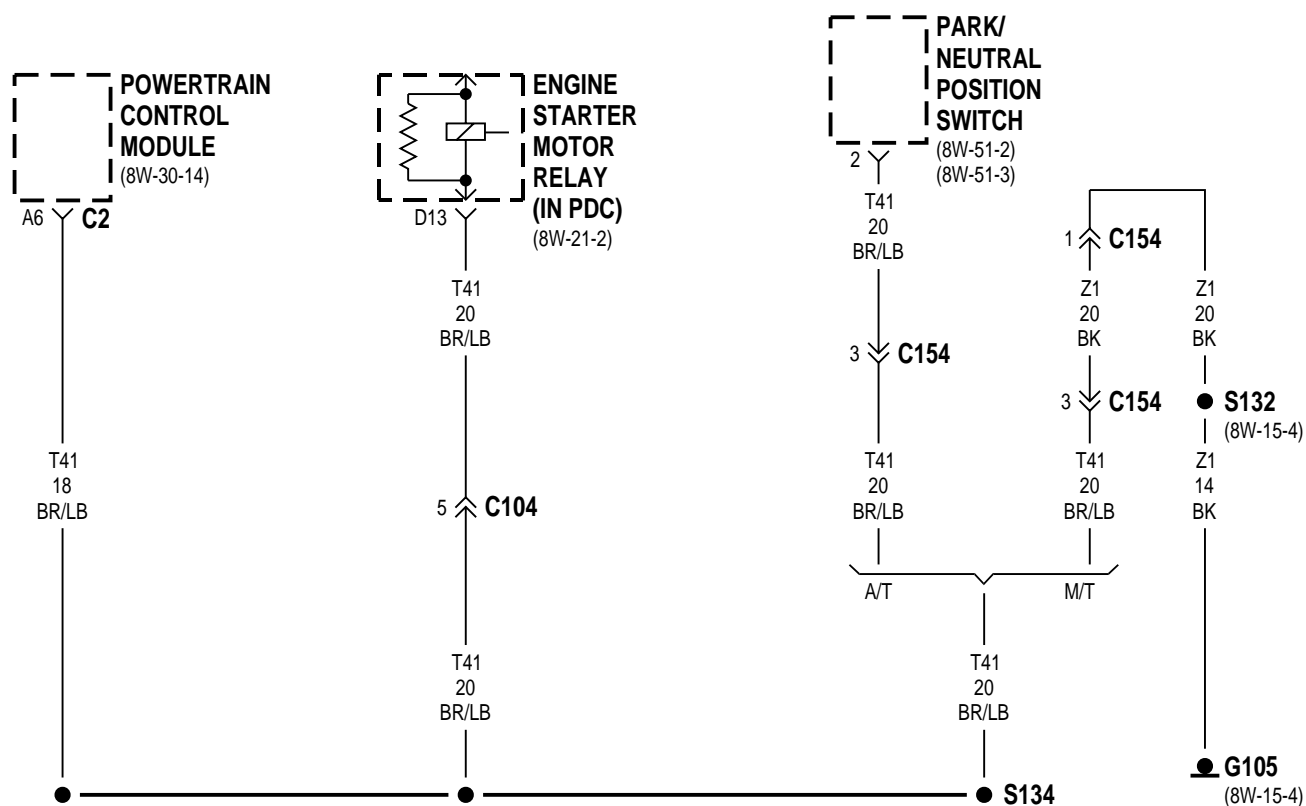 POWERTRAIN
CONTROL
MODULE
(8W-30-14)
A6
C2
T41
18
BR/LB
ENGINE
STARTER
MOTOR
RELAY
(IN PDC)
(8W-21-2)
D13
T41
20
BR/LB
5
C104
T41
20
BR/LB
PARK/
NEUTRAL
POSITION
SWITCH
(8W-51-2)
(8W-51-3)
2
T41
20
BR/LB
3
C154
T41
20
BR/LB
A/T
1
C154
Z1
20
BK
3
C154
T41
20
BR/LB
M/T
T41
20
BR/LB
S134
Z1
20
BK
S132
(8W-15-4)
Z1
14
BK
G105
(8W-15-4)